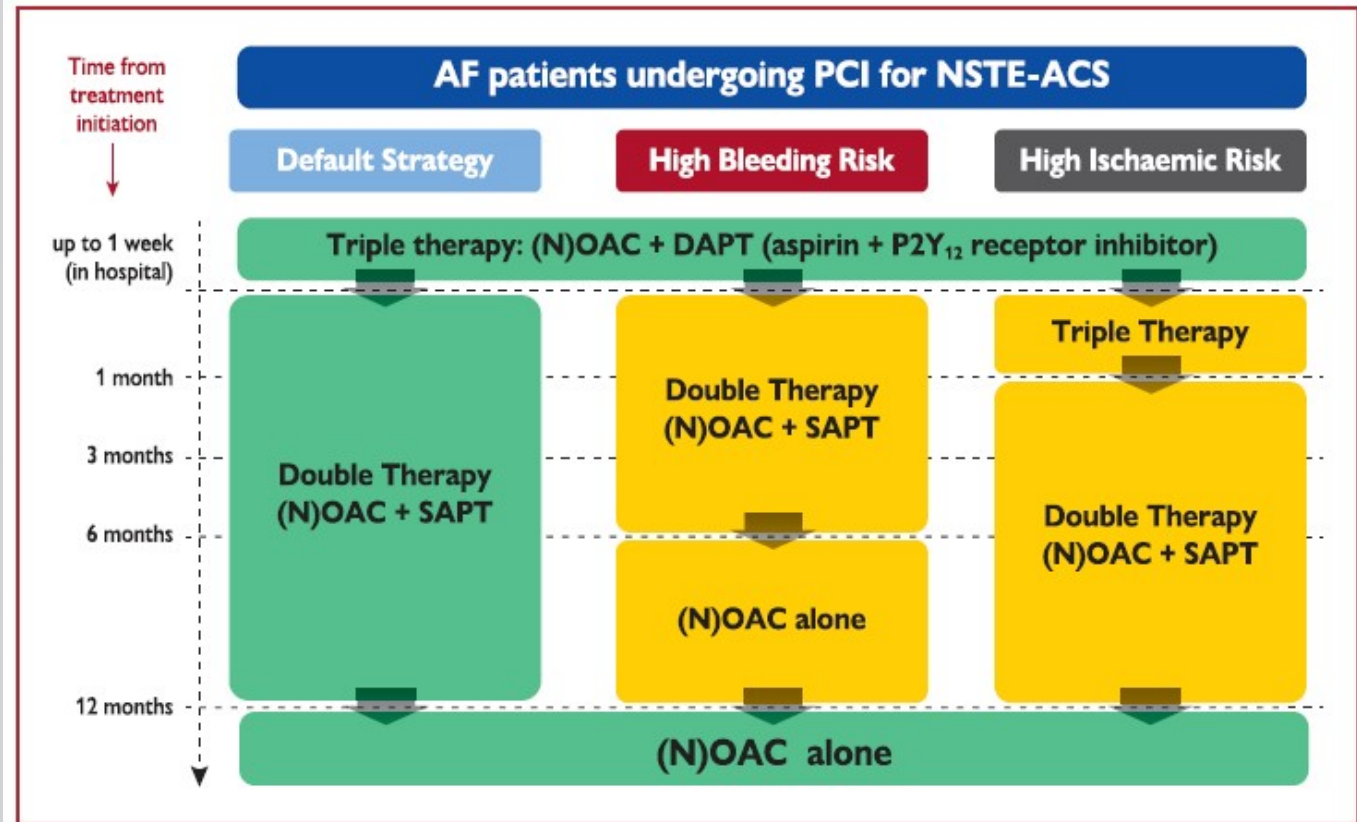 Time from
treatment
initiation
AF patients undergoing PCI for NSTE-ACS
Default Strategy
High Bleeding Risk
High Ischaemic Risk
up to 1 week
(in hospital)
Triple therapy: (N)OAC + DAPT (aspirin + P2Y₁₂ receptor inhibitor)
Triple Therapy
1 month
Double Therapy
(N)OAC + SAPT
3 months
Double Therapy
(N)OAC + SAPT
Double Therapy
(N)OAC + SAPT
6 months
(N)OAC alone
12 months
(N)OAC alone